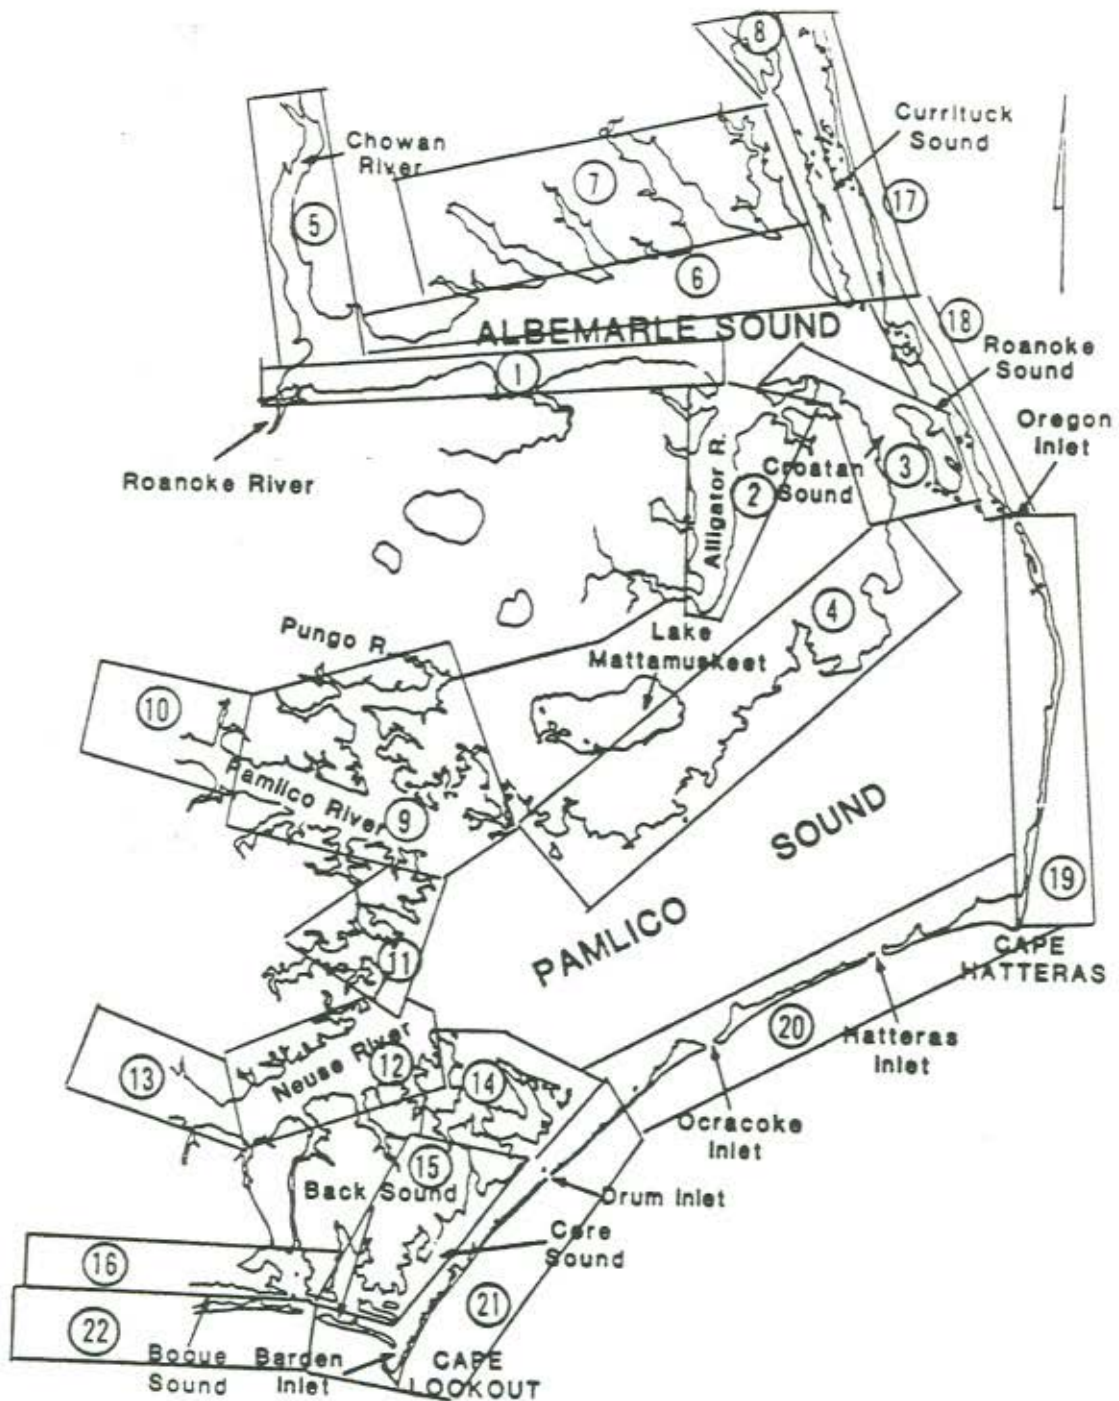 8
Currituck
Sound
Chowan
River
7
17
5
6
ALBEMARLE SOUND
18
Roanoke
Sound
1
Oregon
Inlet
Roanoke River
Alligator R.
2
Croatan
Sound
3
4
Pungo R.
Lake
Mattamuskeet
10
Pamlico River
9
PAMLICO SOUND
19
CAPE
HATTERAS
11
20
Hatteras
Inlet
Neuse River
12
13
14
Ocracoke
Inlet
15
Back Sound
Drum Inlet
Core
Sound
16
21
22
Bogue
Sound
Barden
Inlet
CAPE
LOOKOUT